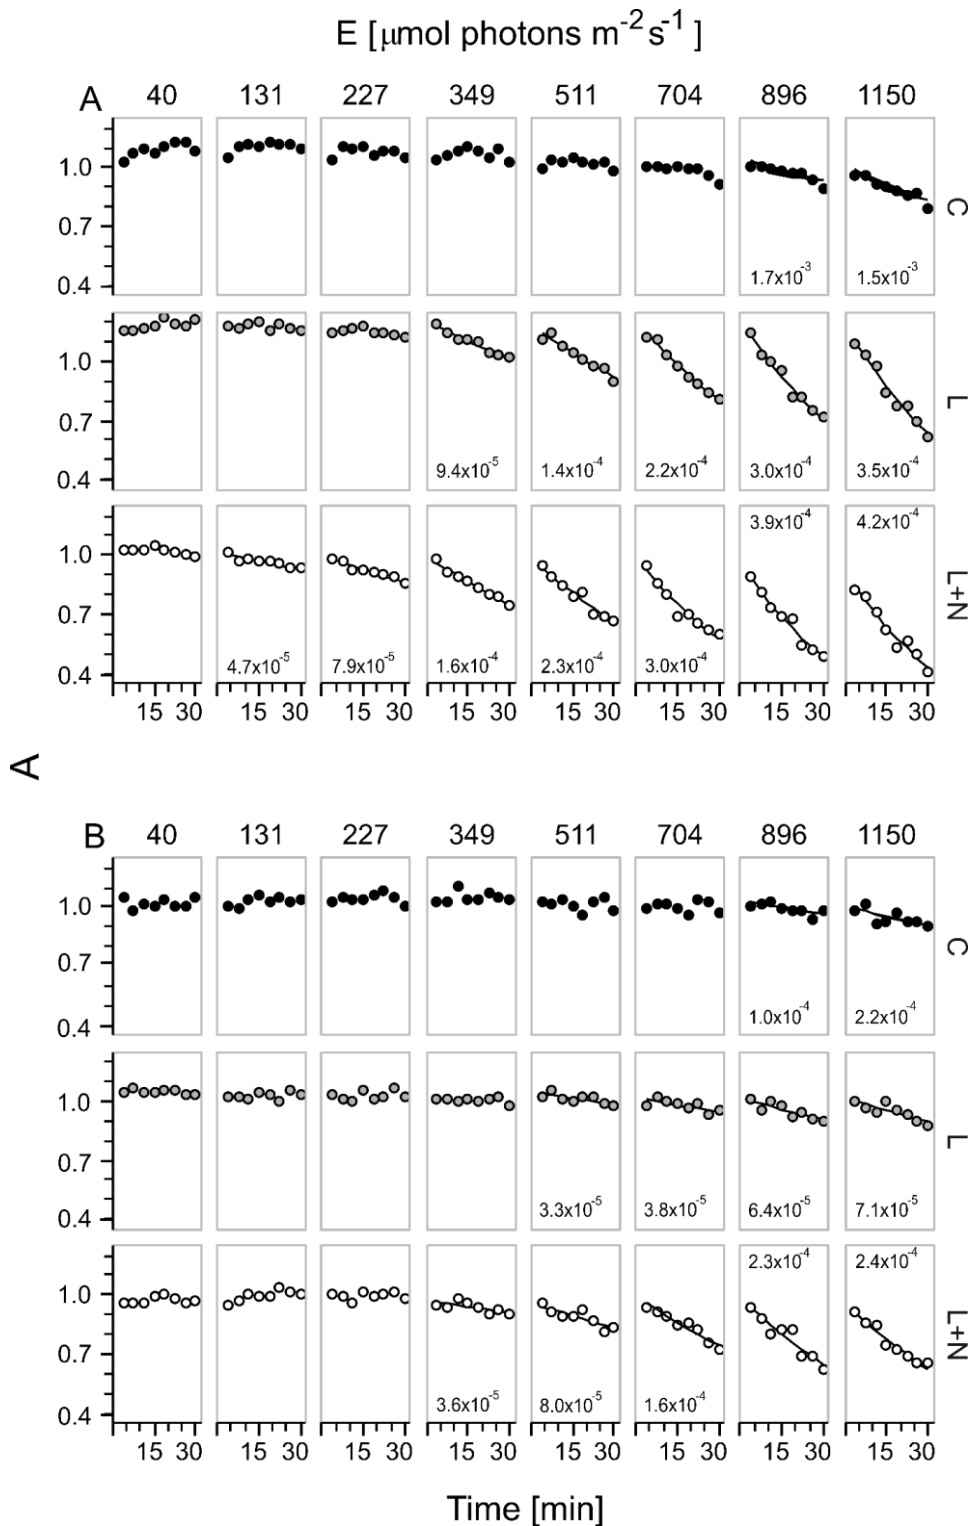 E [μmol photons m⁻²s⁻¹]
A 40 131 227 349 511 704 896 1150
1.0
0.7
0.4
1.7x10⁻³ 1.5x10⁻³
C
1.0
0.7
0.4
9.4x10⁻⁵ 1.4x10⁻⁴ 2.2x10⁻⁴ 3.0x10⁻⁴ 3.5x10⁻⁴
L
3.9x10⁻⁴ 4.2x10⁻⁴
1.0
0.7
0.4
4.7x10⁻⁵ 7.9x10⁻⁵ 1.6x10⁻⁴ 2.3x10⁻⁴ 3.0x10⁻⁴
L+N
15 30 15 30 15 30 15 30 15 30 15 30 15 30 15 30
A
B 40 131 227 349 511 704 896 1150
1.0
0.7
0.4
1.0x10⁻⁴ 2.2x10⁻⁴
C
1.0
0.7
0.4
3.3x10⁻⁵ 3.8x10⁻⁵ 6.4x10⁻⁵ 7.1x10⁻⁵
L
2.3x10⁻⁴ 2.4x10⁻⁴
1.0
0.7
0.4
3.6x10⁻⁵ 8.0x10⁻⁵ 1.6x10⁻⁴
L+N
15 30 15 30 15 30 15 30 15 30 15 30 15 30 15 30
Time [min]